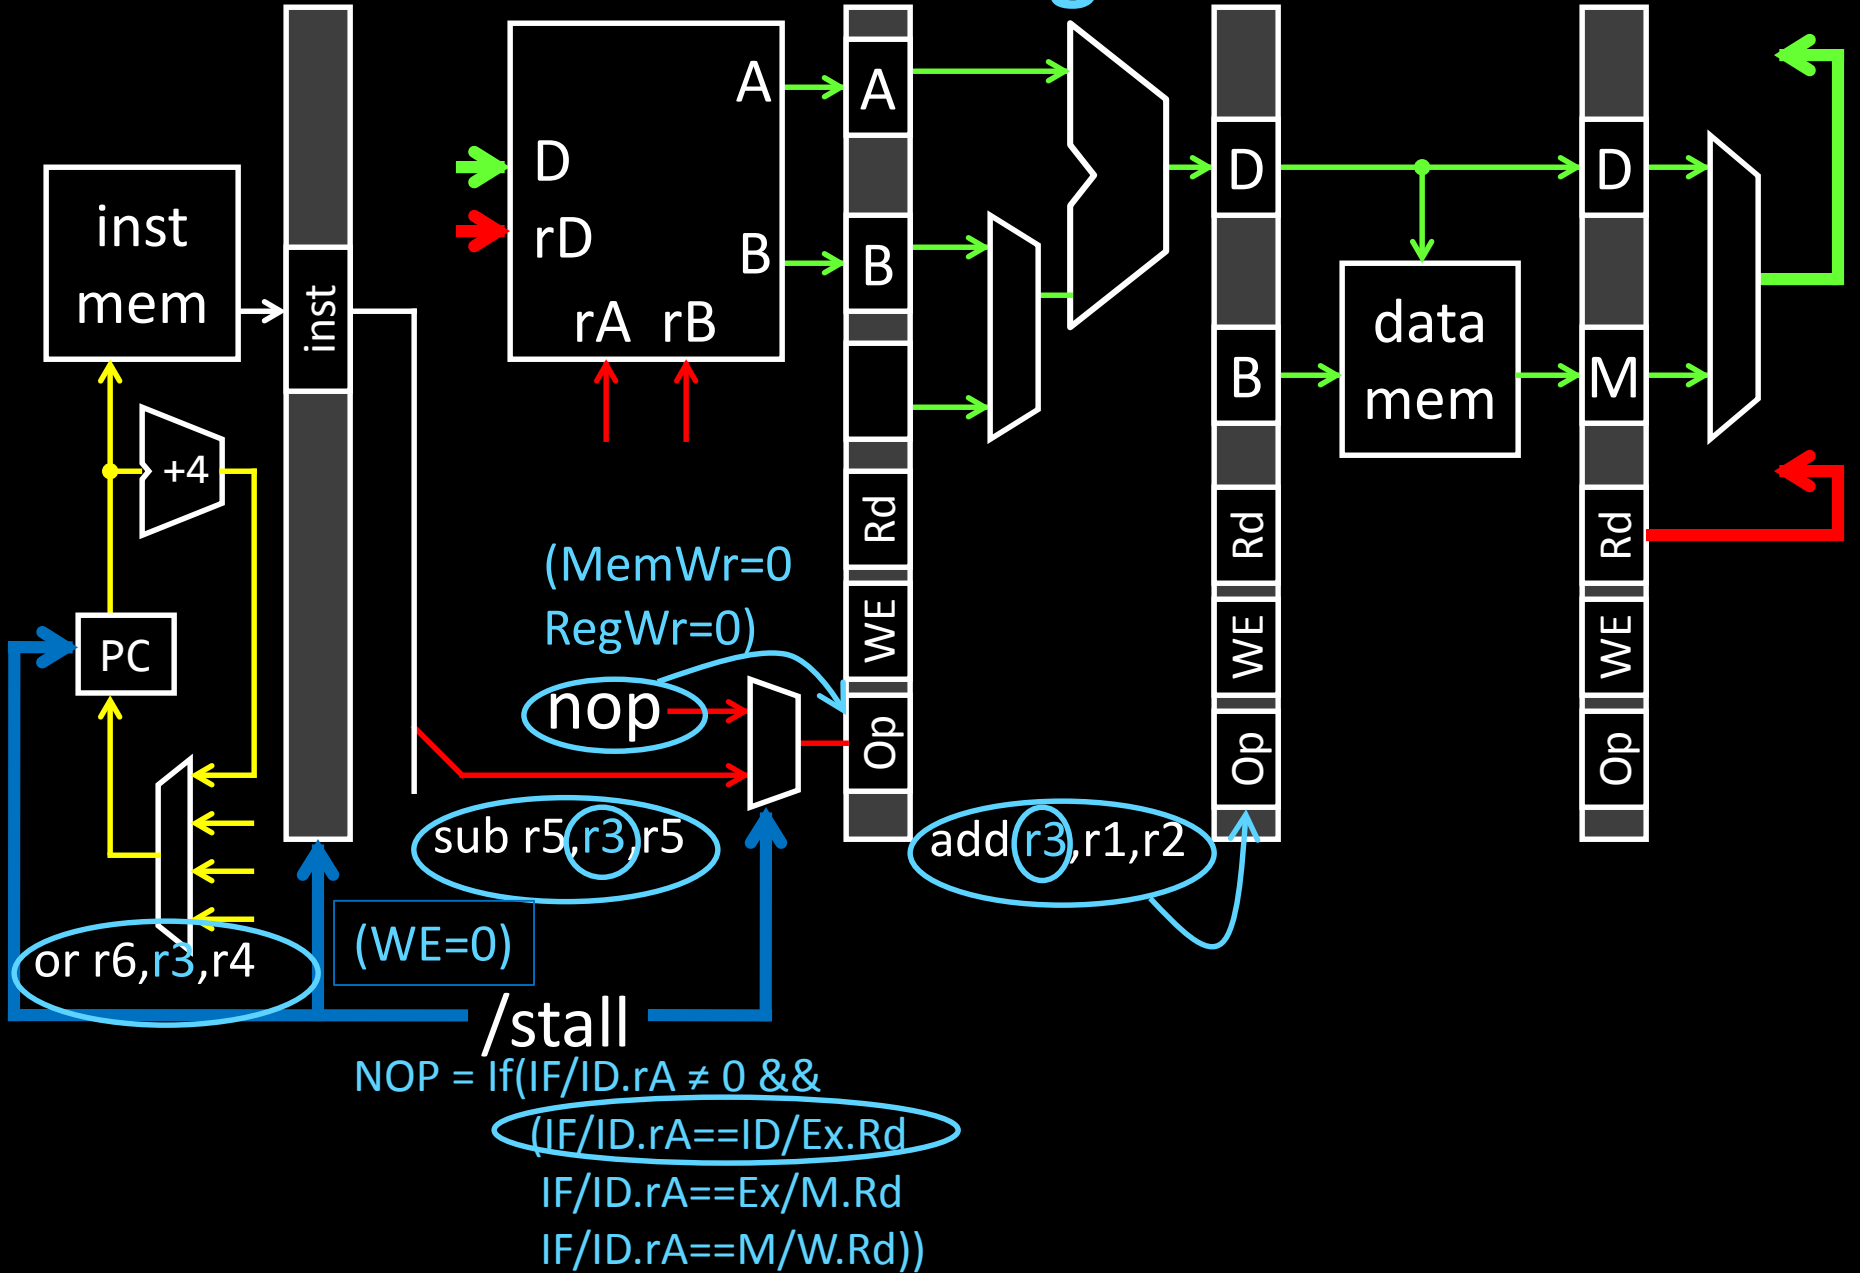 inst
mem
+4
PC
inst
A
D
rD
B
rA rB
A
B
Rd
WE
Op
D
B
Rd
WE
Op
data
mem
D
M
Rd
WE
Op
(MemWr=0
RegWr=0)
nop
sub r5,r3,r5
add r3,r1,r2
or r6,r3,r4
(WE=0)
/stall
NOP = If(IF/ID.rA ≠ 0 &&
(IF/ID.rA==ID/Ex.Rd
IF/ID.rA==Ex/M.Rd
IF/ID.rA==M/W.Rd))